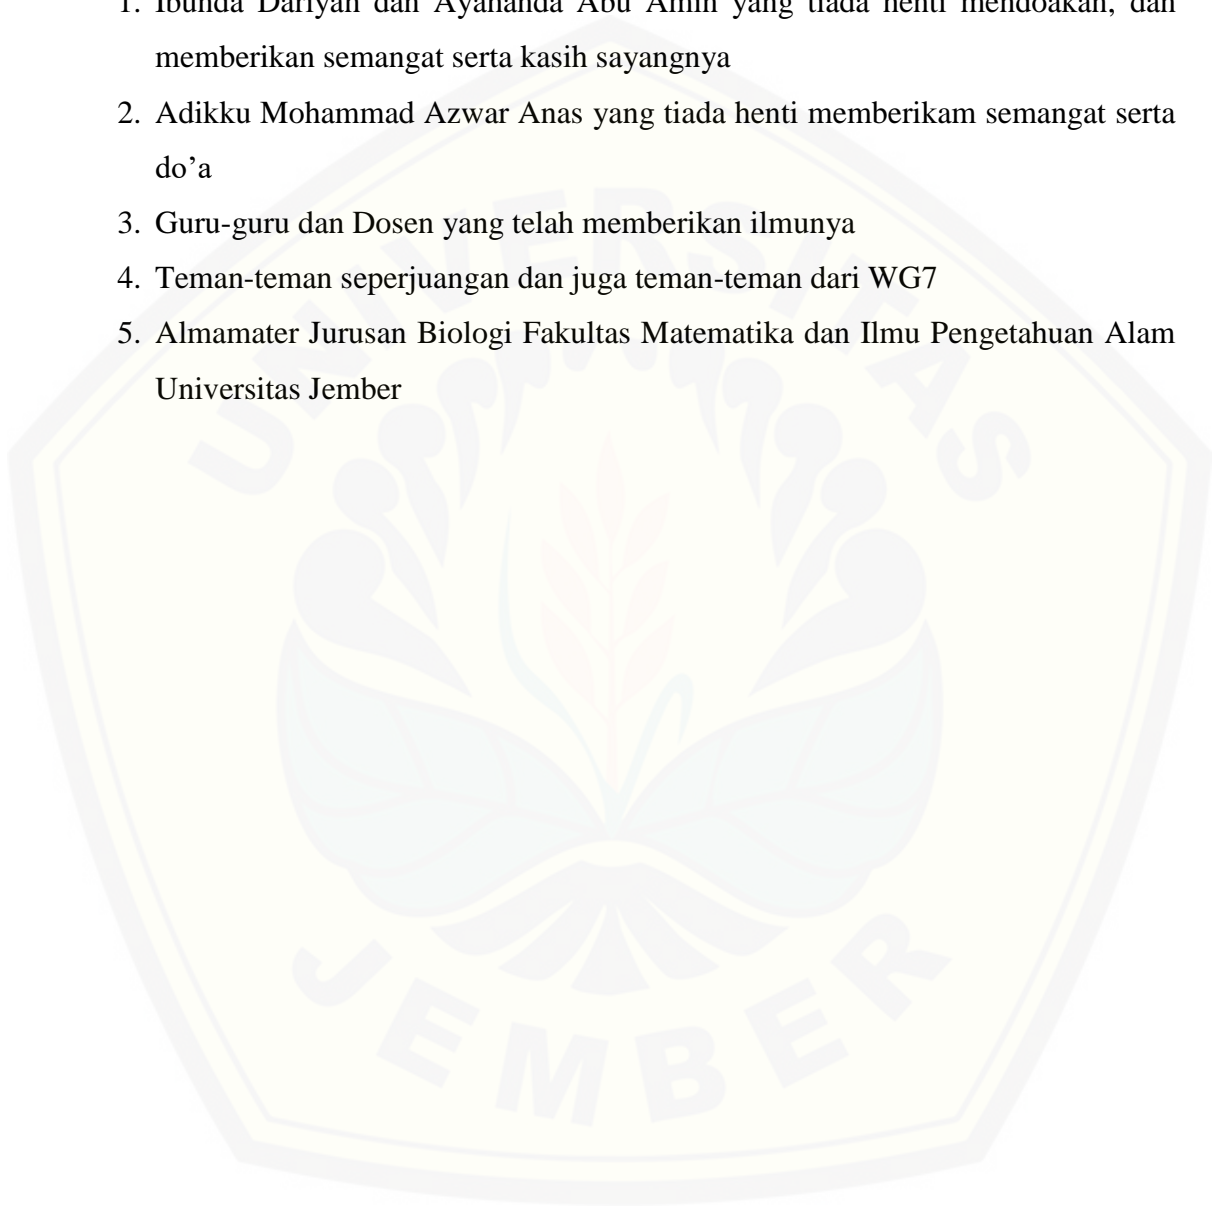 1. Ibunda Dariyah dan Ayahanda Abu Amin yang tiada henti mendoakan, dan
memberikan semangat serta kasih sayangnya
2. Adikku Mohammad Azwar Anas yang tiada henti memberikam semangat serta
do’a
3. Guru-guru dan Dosen yang telah memberikan ilmunya
4. Teman-teman seperjuangan dan juga teman-teman dari WG7
5. Almamater Jurusan Biologi Fakultas Matematika dan Ilmu Pengetahuan Alam
Universitas Jember
UNIVERSITAS
JEMBER